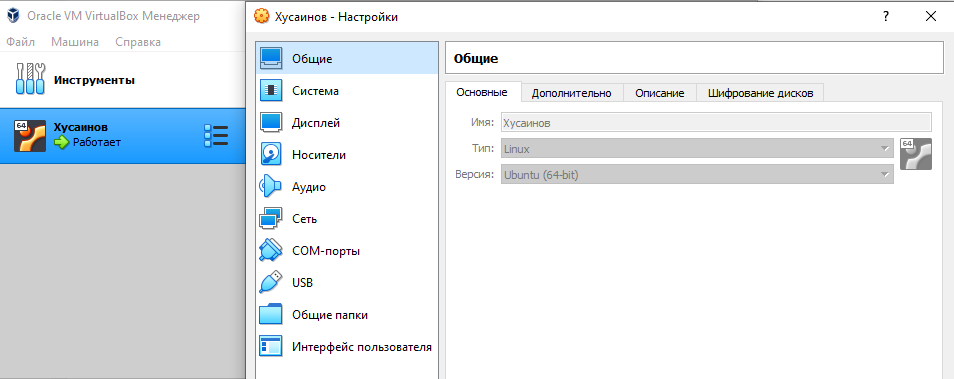 Oracle VM VirtualBox Менеджер
Файл Машина Справка
Инструменты
64
Хусаинов
Работает
Хусаинов - Настройки
?
Общие
Система
Дисплей
Носители
Аудио
Сеть
COM-порты
USB
Общие папки
Интерфейс пользователя
Общие
Основные Дополнительно Описание Шифрование дисков
Имя: Хусаинов
Тип: Linux
64
Версия: Ubuntu (64-bit)